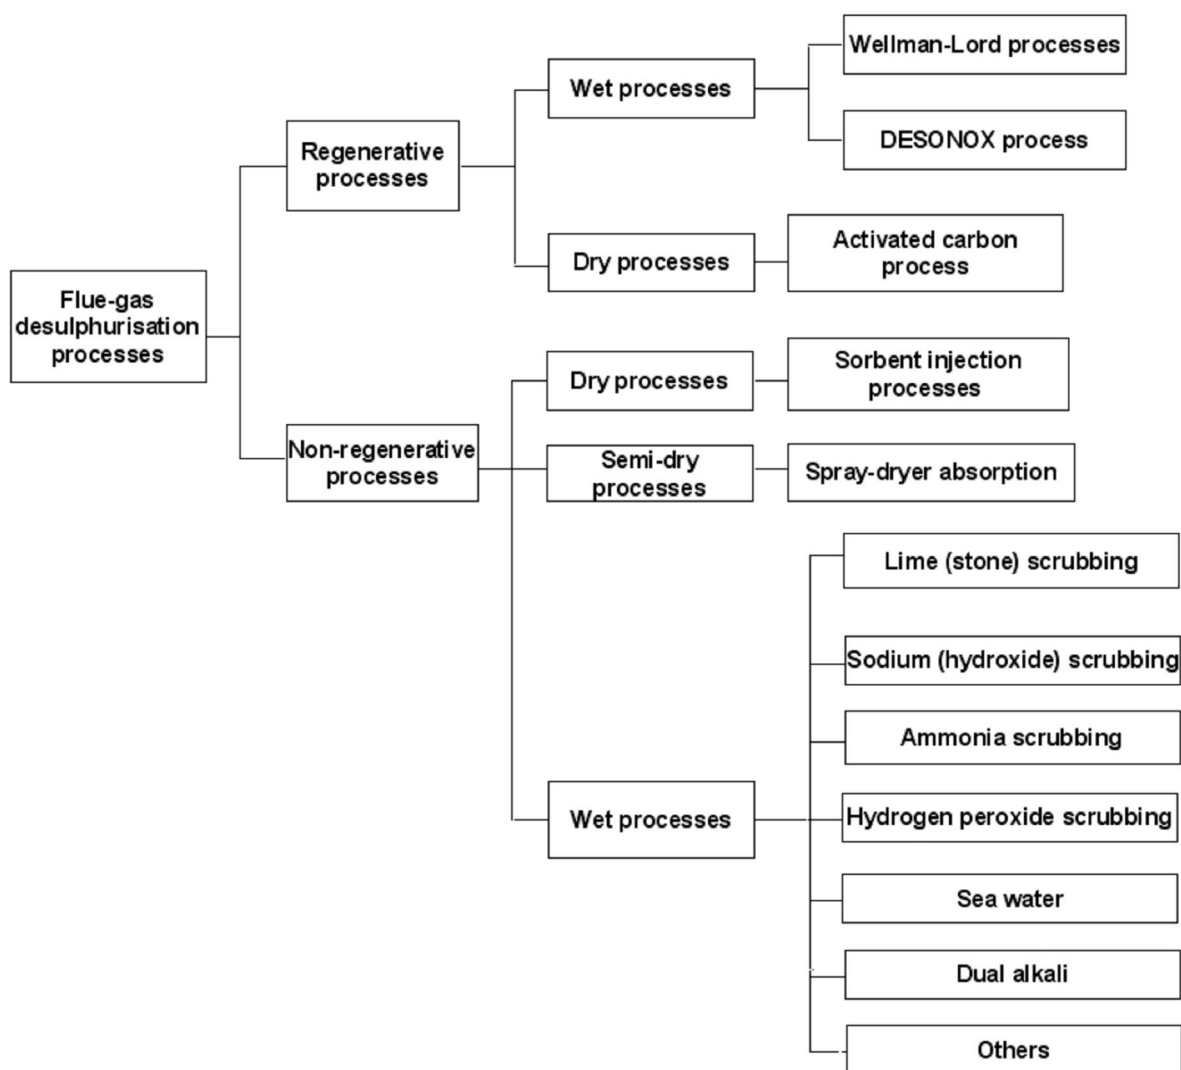 Wellman-Lord processes
Wet processes
DESONOX process
Regenerative
processes
Activated carbon
process
Dry processes
Flue-gas
desulphurisation
processes
Sorbent injection
processes
Dry processes
Non-regenerative
processes
Semi-dry
processes
Spray-dryer absorption
Lime (stone) scrubbing
Sodium (hydroxide) scrubbing
Ammonia scrubbing
Wet processes
Hydrogen peroxide scrubbing
Sea water
Dual alkali
Others